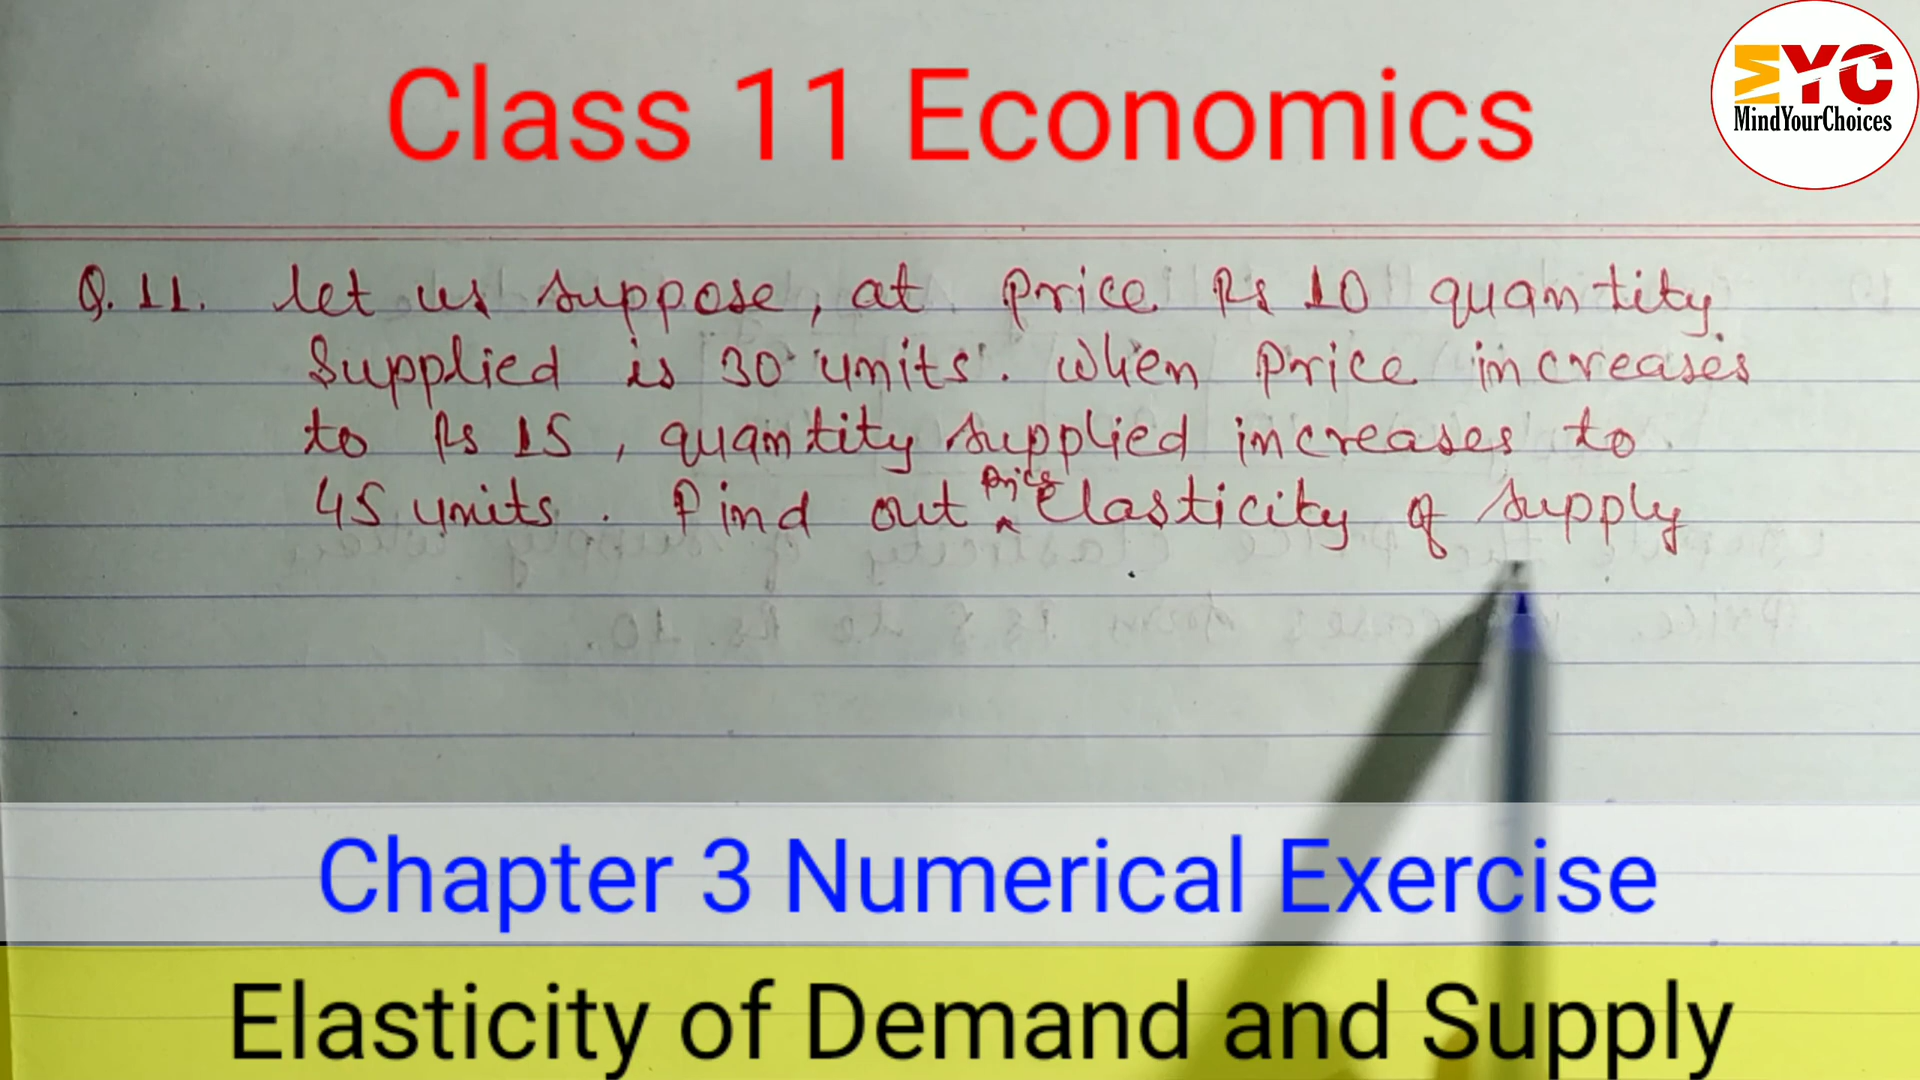 Class 11 Economics
MYC
MindYourChoices
Q. 11. Let us suppose, at price Rs 10 quantity
Supplied is 30 units. When price increases
to Rs 15, quantity supplied increases to
45 units. Find out price elasticity of supply
Chapter 3 Numerical Exercise
Elasticity of Demand and Supply